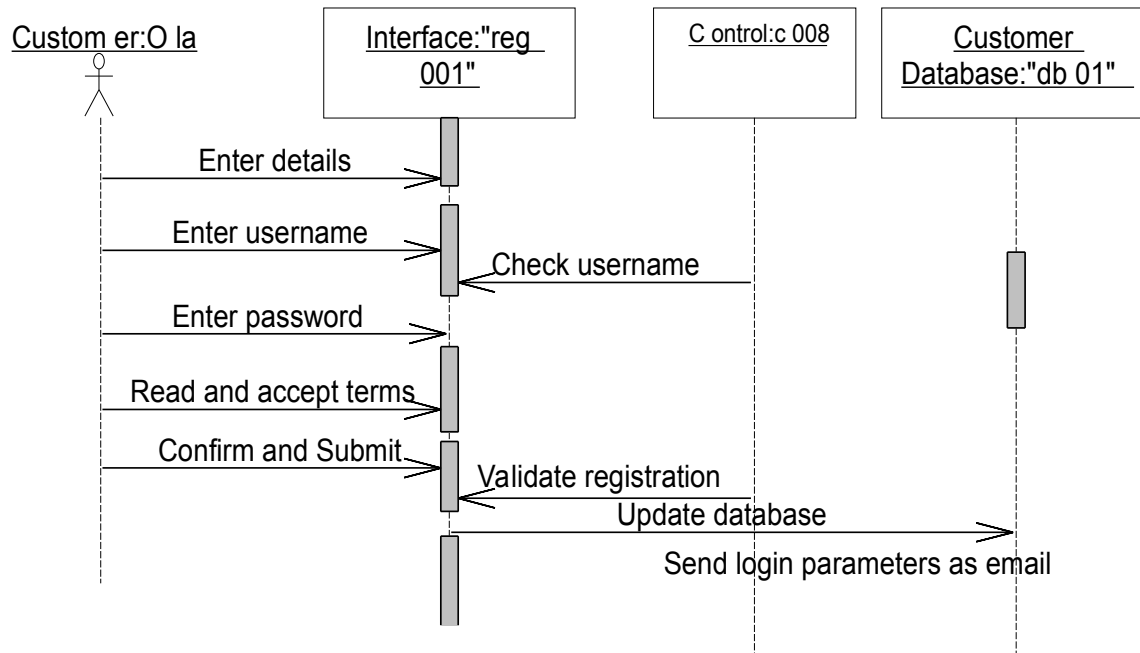 Custom er:O la
Interface:"reg
001"
C ontrol:c 008
Customer
Database:"db 01"
Enter details
Enter username
Check username
Enter password
Read and accept terms
Confirm and Submit
Validate registration
Update database
Send login parameters as email